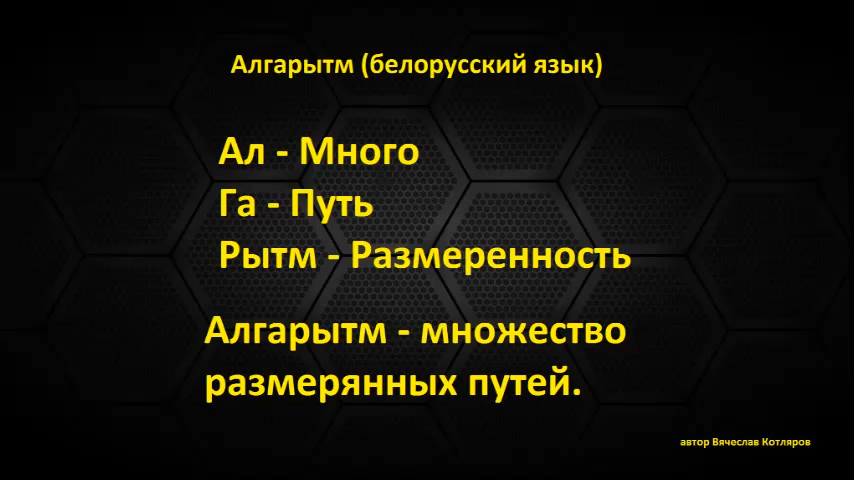 Алгарытм (белорусский язык)
Ал - Много
Га - Путь
Рытм - Размеренность
Алгарытм - множество
размерянных путей.
автор Вячеслав Котляров